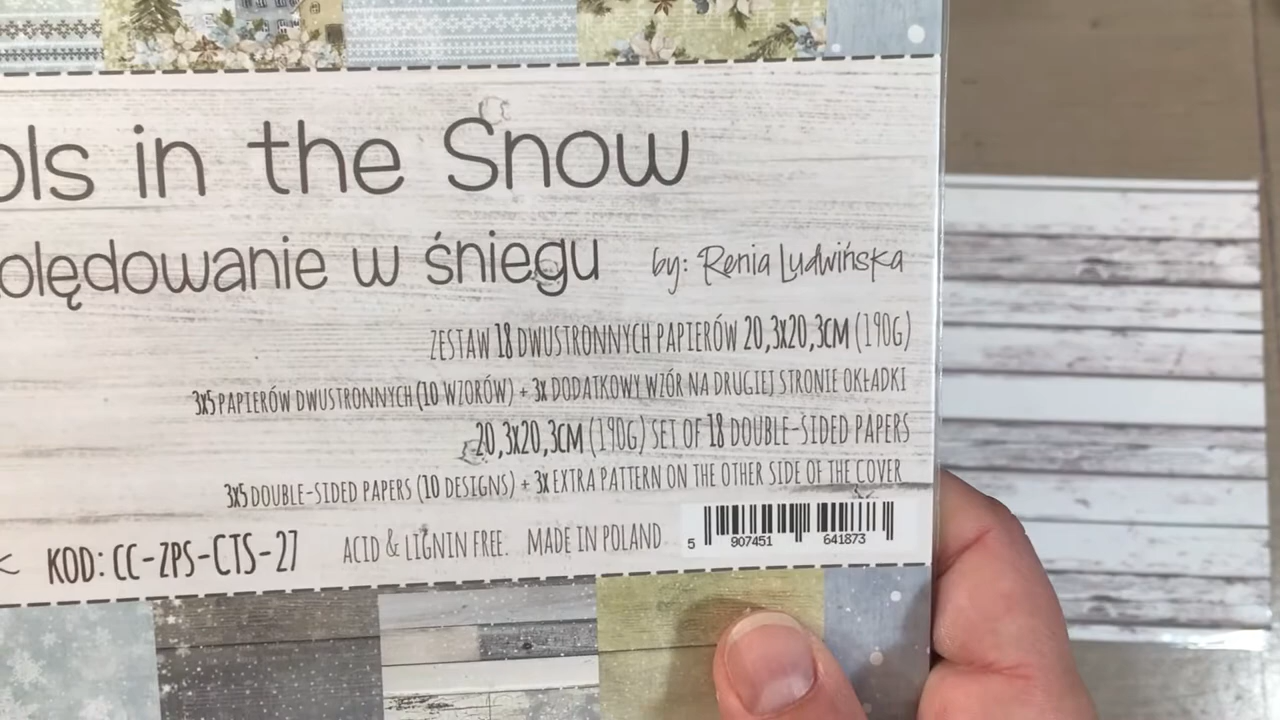 ols in the Snow
olędowanie w śniegu by: Renia Ludwińska
ZESTAW 18 DWUSTRONNYCH PAPIERÓW 20,3X20,3CM (190G)
3X5 PAPIERÓW DWUSTRONNYCH (10 WZORÓW) + 3X DODATKOWY WZÓR NA DRUGIEJ STRONIE OKŁADKI
20,3X20,3CM (190G) SET OF 18 DOUBLE-SIDED PAPERS
3X5 DOUBLE-SIDED PAPERS (10 DESIGNS) + 3X EXTRA PATTERN ON THE OTHER SIDE OF THE COVER
KOD: CC-ZPS-CTS-27 ACID & LIGNIN FREE. MADE IN POLAND
5 907451 641873